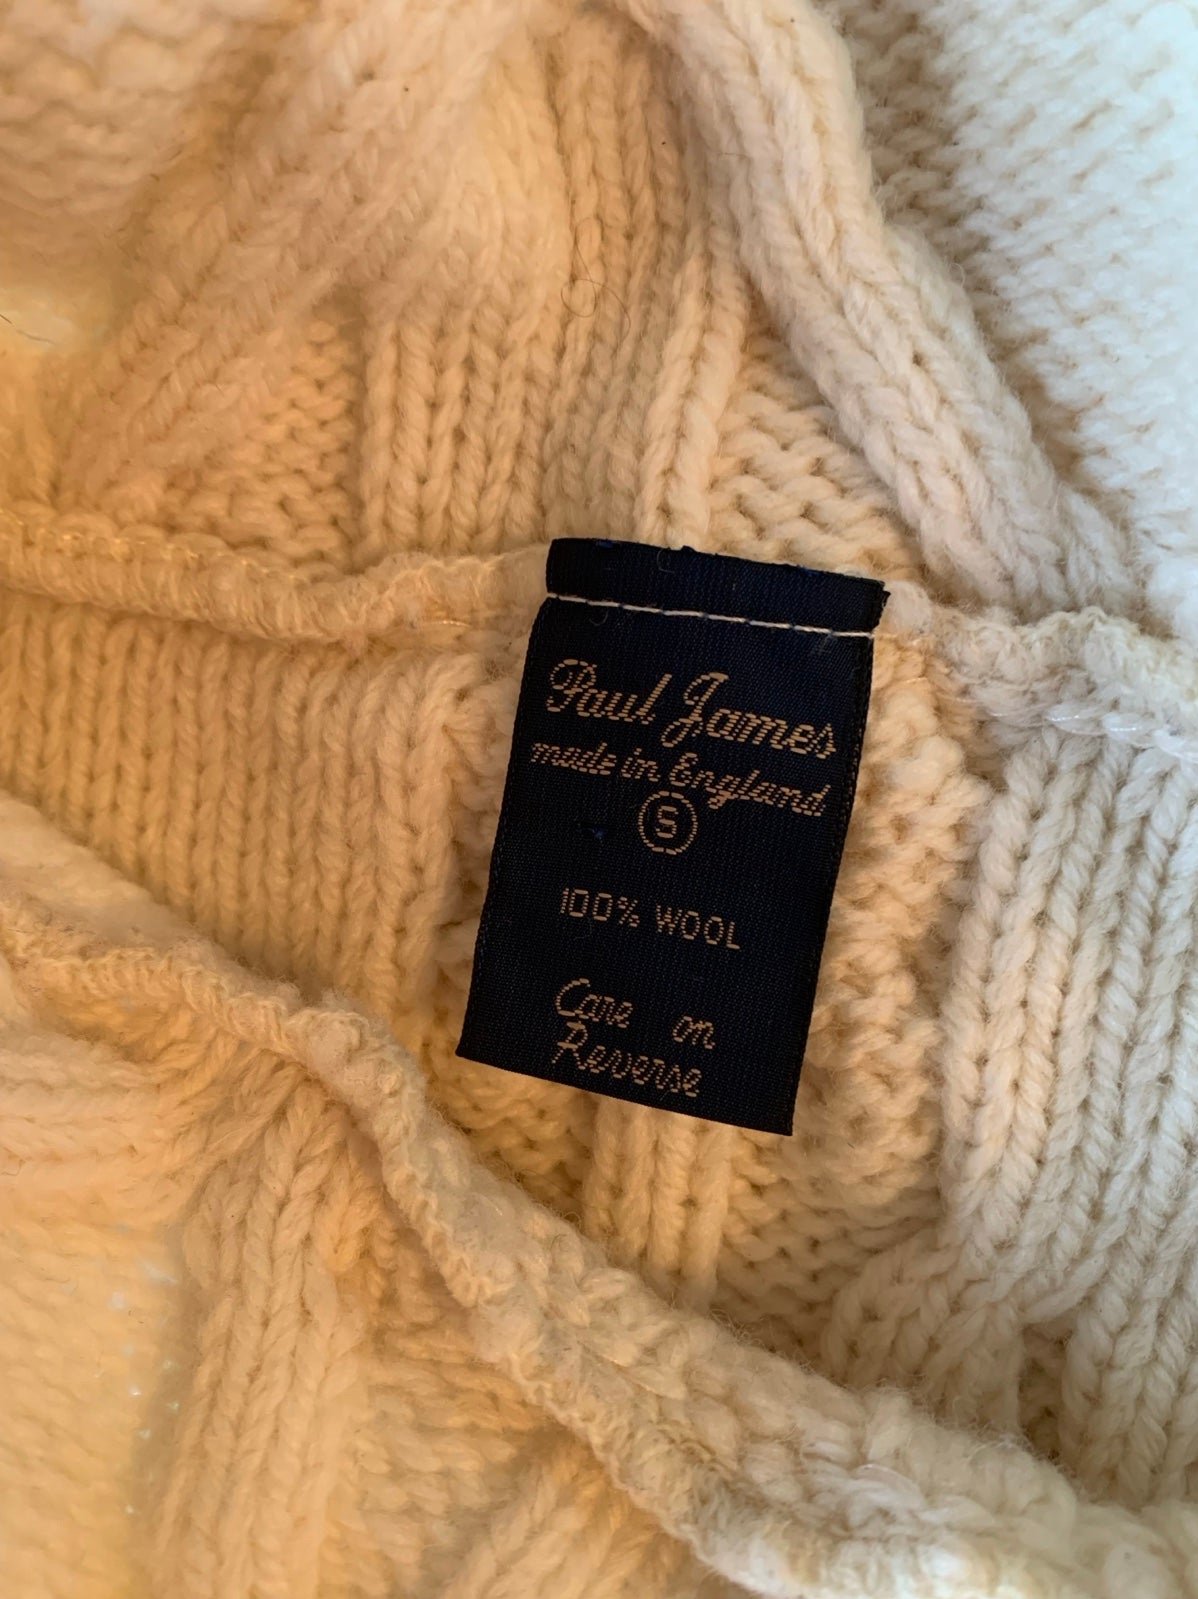 Paul James
made in England
S
100% WOOL
Care on
Reverse